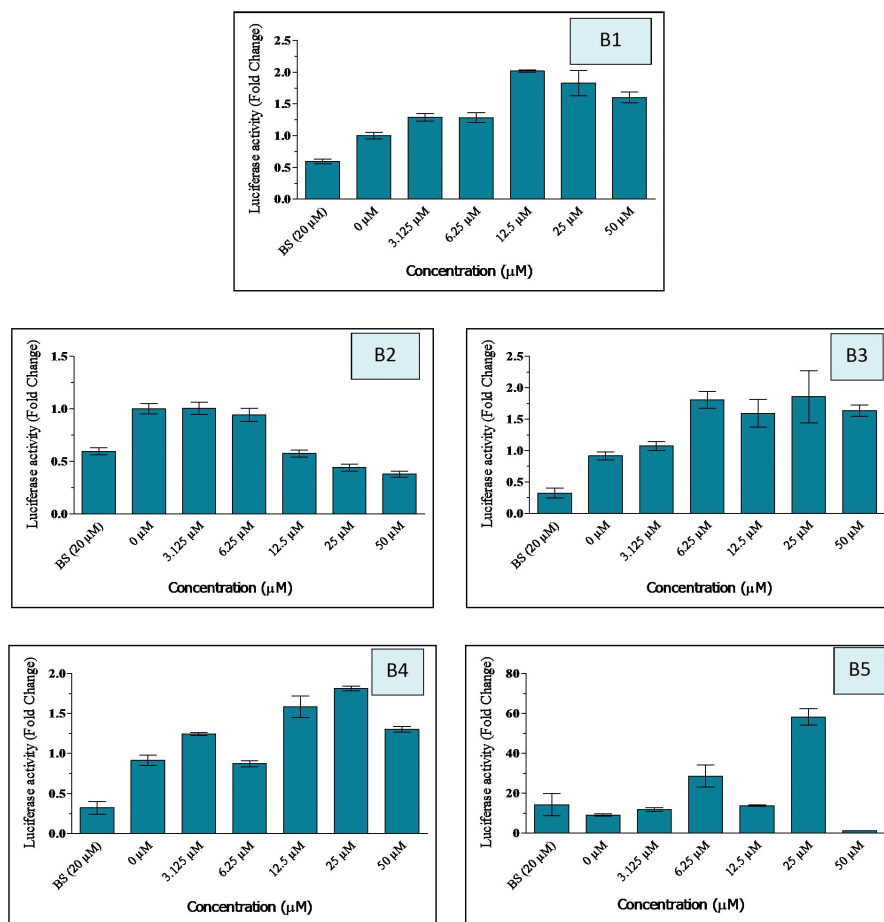 B1
Luciferase activity (Fold Change)
2.5
2.0
1.5
1.0
0.5
0.0
BS (20 µM)
0 µM
3.125 µM
6.25 µM
12.5 µM
25 µM
50 µM
Concentration (µM)
B2
Luciferase activity (Fold Change)
1.5
1.0
0.5
0.0
BS (20 µM)
0 µM
3.125 µM
6.25 µM
12.5 µM
25 µM
50 µM
Concentration (µM)
B3
Luciferase activity (Fold Change)
2.5
2.0
1.5
1.0
0.5
0.0
BS (20 µM)
0 µM
3.125 µM
6.25 µM
12.5 µM
25 µM
50 µM
Concentration (µM)
B4
Luciferase activity (Fold Change)
2.0
1.5
1.0
0.5
0.0
BS (20 µM)
0 µM
3.125 µM
6.25 µM
12.5 µM
25 µM
50 µM
Concentration (µM)
B5
Luciferase activity (Fold Change)
80
60
40
20
0
BS (20 µM)
0 µM
3.125 µM
6.25 µM
12.5 µM
25 µM
50 µM
Concentration (µM)